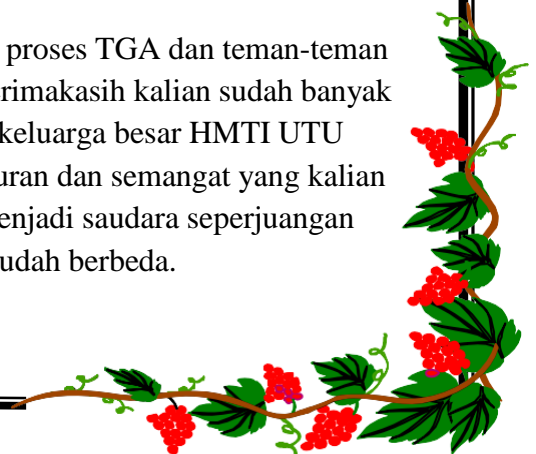 proses TGA dan teman-teman
rimakasih kalian sudah banyak
keluarga besar HMTI UTU
uran dan semangat yang kalian
enjadi saudara seperjuangan
udah berbeda.